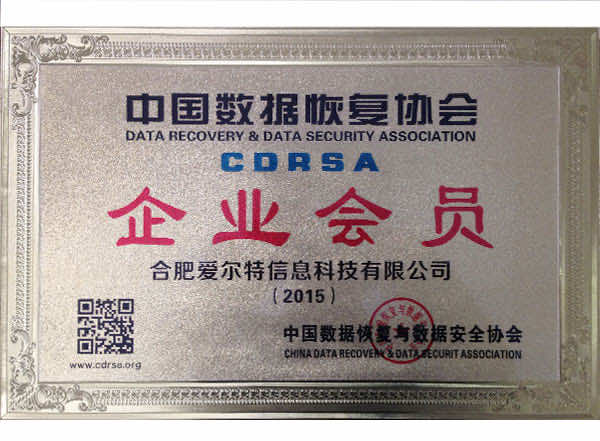 中国数据恢复协会
DATA RECOVERY & DATA SECURITY ASSOCIATION
CDRSA
企业会员
合肥爱尔特信息科技有限公司
（2015）
中国数据恢复与数据安全协会
CHINA DATA RECOVERY & DATA SECURIT ASSOCIATION
www.cdrsa.org